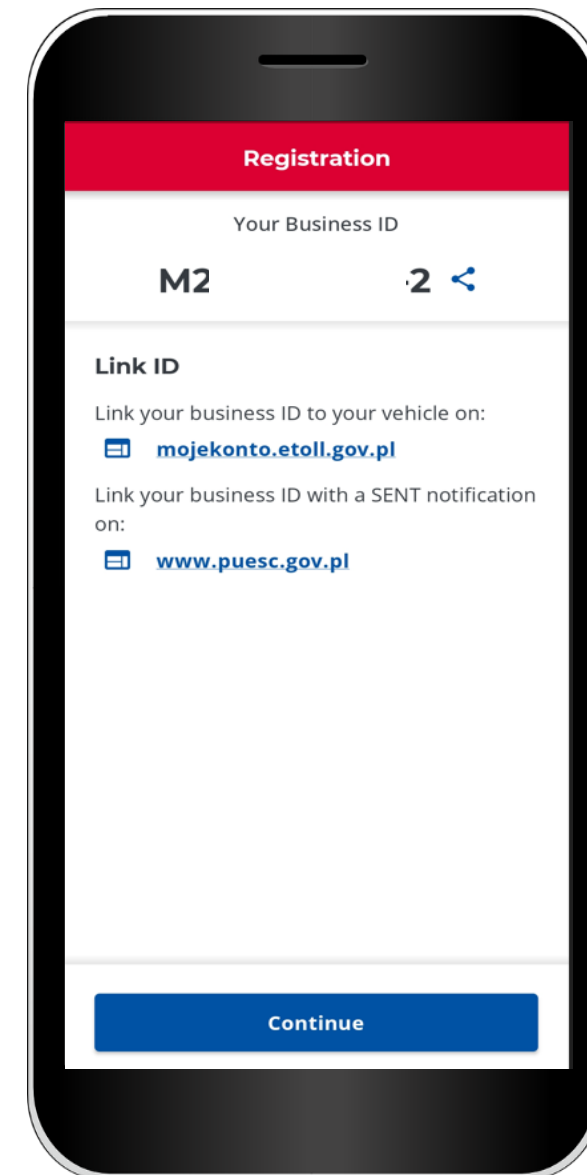 Registration
Your Business ID
M2 -2
Link ID
Link your business ID to your vehicle on:
mojekonto.etoll.gov.pl
Link your business ID with a SENT notification
on:
www.puesc.gov.pl
Continue